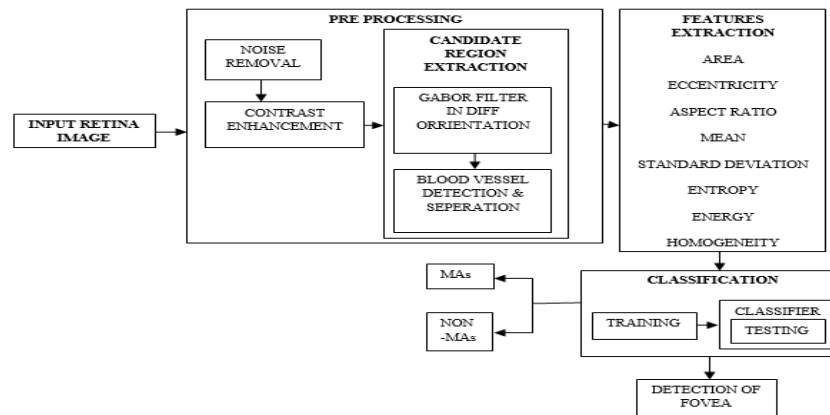 INPUT RETINA
IMAGE
PRE PROCESSING
NOISE
REMOVAL
CONTRAST
ENHANCEMENT
CANDIDATE
REGION
EXTRACTION
GABOR FILTER
IN DIFF
ORRIENTATION
BLOOD VESSEL
DETECTION &
SEPERATION
FEATURES
EXTRACTION
AREA
ECCENTRICITY
ASPECT RATIO
MEAN
STANDARD DEVIATION
ENTROPY
ENERGY
HOMOGENEITY
CLASSIFICATION
TRAINING
CLASSIFIER
TESTING
MAs
NON
-MAs
DETECTION OF
FOVEA